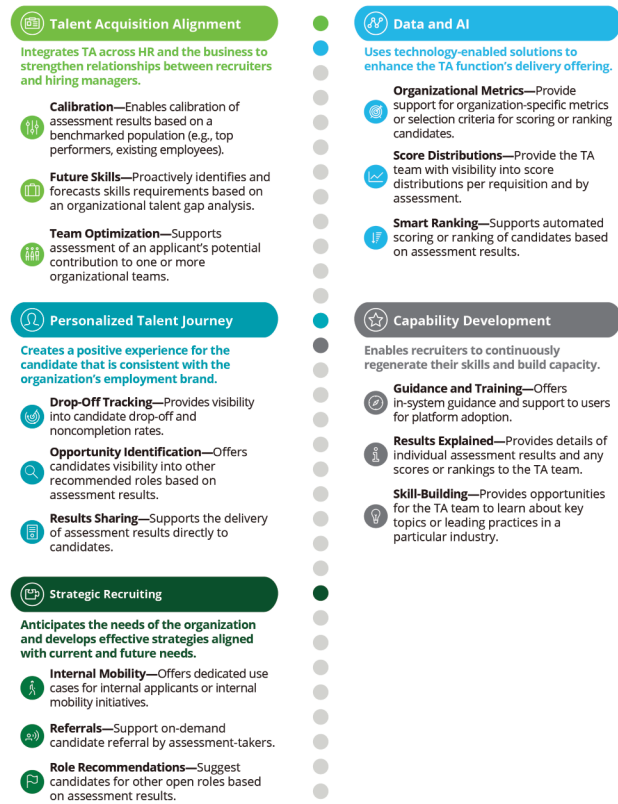 Talent Acquisition Alignment
Integrates TA across HR and the business to
strengthen relationships between recruiters
and hiring managers.
Calibration—Enables calibration of
assessment results based on a
benchmarked population (e.g., top
performers, existing employees).
Future Skills—Proactively identifies and
forecasts skills requirements based on
an organizational talent gap analysis.
Team Optimization—Supports
assessment of an applicant's potential
contribution to one or more
organizational teams.
Data and AI
Uses technology-enabled solutions to
enhance the TA function's delivery offering.
Organizational Metrics—Provide
support for organization-specific metrics
or selection criteria for scoring or ranking
candidates.
Score Distributions—Provide the TA
team with visibility into score
distributions per requisition and by
assessment.
Smart Ranking—Supports automated
scoring or ranking of candidates based
on assessment results.
Personalized Talent Journey
Creates a positive experience for the
candidate that is consistent with the
organization's employment brand.
Drop-Off Tracking—Provides visibility
into candidate drop-off and
noncompletion rates.
Opportunity Identification—Offers
candidates visibility into other
recommended roles based on
assessment results.
Results Sharing—Supports the delivery
of assessment results directly to
candidates.
Capability Development
Enables recruiters to continuously
regenerate their skills and build capacity.
Guidance and Training—Offers
in-system guidance and support to users
for platform adoption.
Results Explained—Provides details of
individual assessment results and any
scores or rankings to the TA team.
Skill-Building—Provides opportunities
for the TA team to learn about key
topics or leading practices in a
particular industry.
Strategic Recruiting
Anticipates the needs of the organization
and develops effective strategies aligned
with current and future needs.
Internal Mobility—Offers dedicated use
cases for internal applicants or internal
mobility initiatives.
Referrals—Support on-demand
candidate referral by assessment-takers.
Role Recommendations—Suggest
candidates for other open roles based
on assessment results.